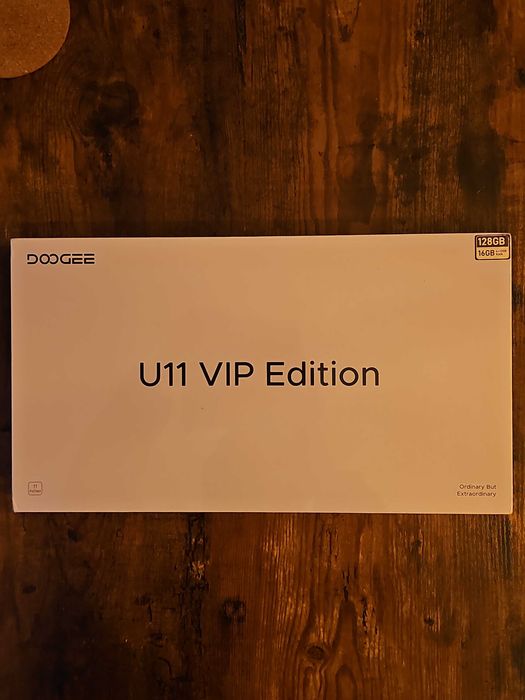 DOOGEE
128GB
16GB
U11 VIP Edition
11
Ordinary But
Extraordinary